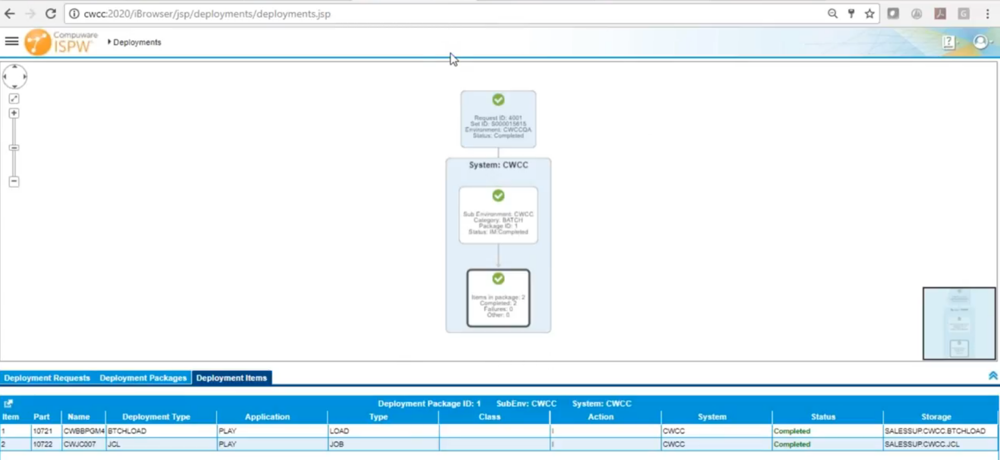 cwcc:2020/iBrowser/jsp/deployments/deployments.jsp
G
Compuware
ISPW
Deployments
?
Request ID: 4001
Set ID: S000015615
Environment: CWCCQA
Status: Completed
System: CWCC
Sub Environment: CWCC
Category: BATCH
Package ID: 1
Status: IM Completed
Items in package: 2
Completed: 2
Failures: 0
Other: 0
Deployment Requests Deployment Packages Deployment Items
Deployment Package ID: 1 SubEnv: CWCC System: CWCC
Item Part Name Deployment Type Application Type Class Action System Status Storage
1 10721 CWBBPGM4 BTCHLOAD PLAY LOAD I CWCC Completed SALESSUP.CWCC.BTCHLOAD
2 10722 CWJC007 JCL PLAY JOB I CWCC Completed SALESSUP.CWCC.JCL